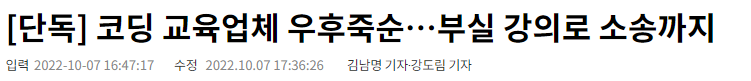 [단독] 코딩 교육업체 우후죽순…부실 강의로 소송까지
입력 2022-10-07 16:47:17 수정 2022.10.07 17:36:26 김남명 기자·강도림 기자